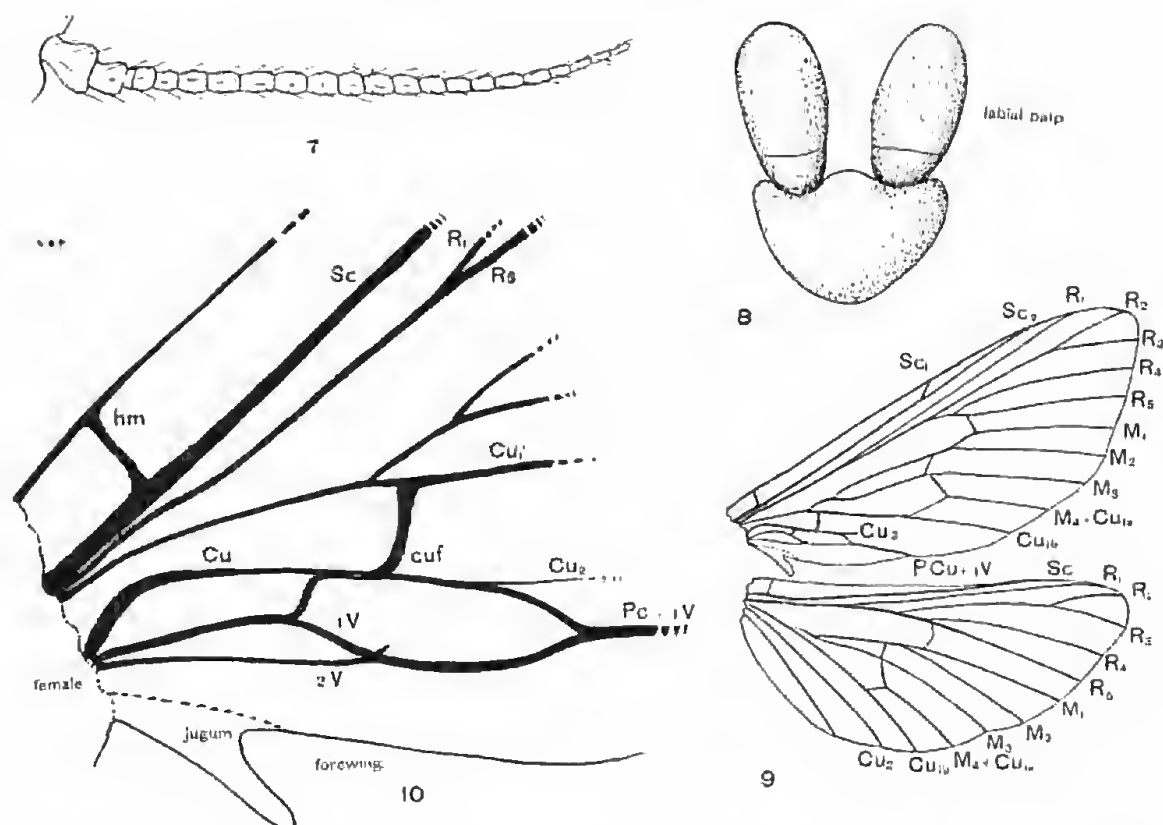 7
labial palp
8
hm
Sc
R₁
Rs
Cu₁
Cu
cuf
Cu₂
1V
2V
female
jugum
forewing
10
Sc₁
Sc₂
R₁
R₂
R₃
R₄
R₅
M₁
M₂
M₃
M₄+Cu₁ₐ
Cu₁b
Cu₂
PCu+1V
Sc
R₁
R₂
R₃
R₄
R₅
M₁
M₂
M₃
M₄+Cu₁ₐ
Cu₁b
Cu₂
9